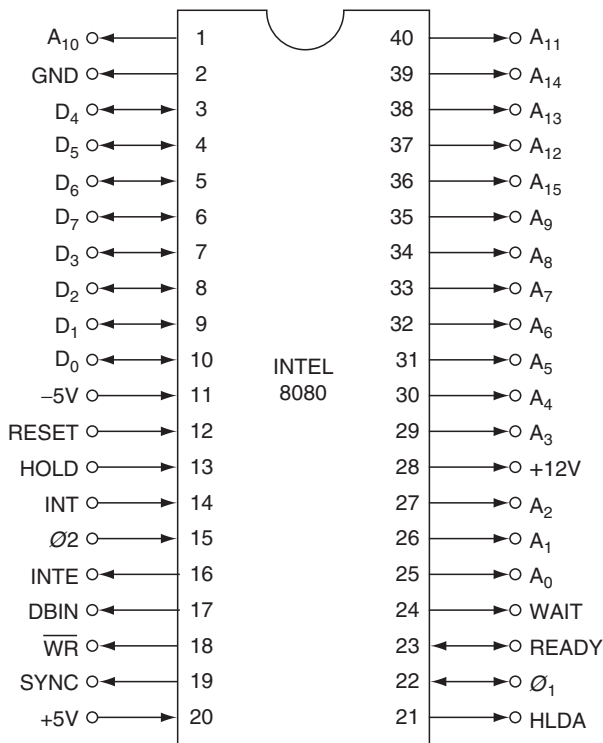 A10 1 40 A11
GND 2 39 A14
D4 3 38 A13
D5 4 37 A12
D6 5 36 A15
D7 6 35 A9
D3 7 34 A8
D2 8 33 A7
D1 9 32 A6
D0 10 31 A5
INTEL
8080
–5V 11 30 A4
RESET 12 29 A3
HOLD 13 28 +12V
INT 14 27 A2
Ø2 15 26 A1
INTE 16 25 A0
DBIN 17 24 WAIT
W̅R̅ 18 23 READY
SYNC 19 22 Ø1
+5V 20 21 HLDA